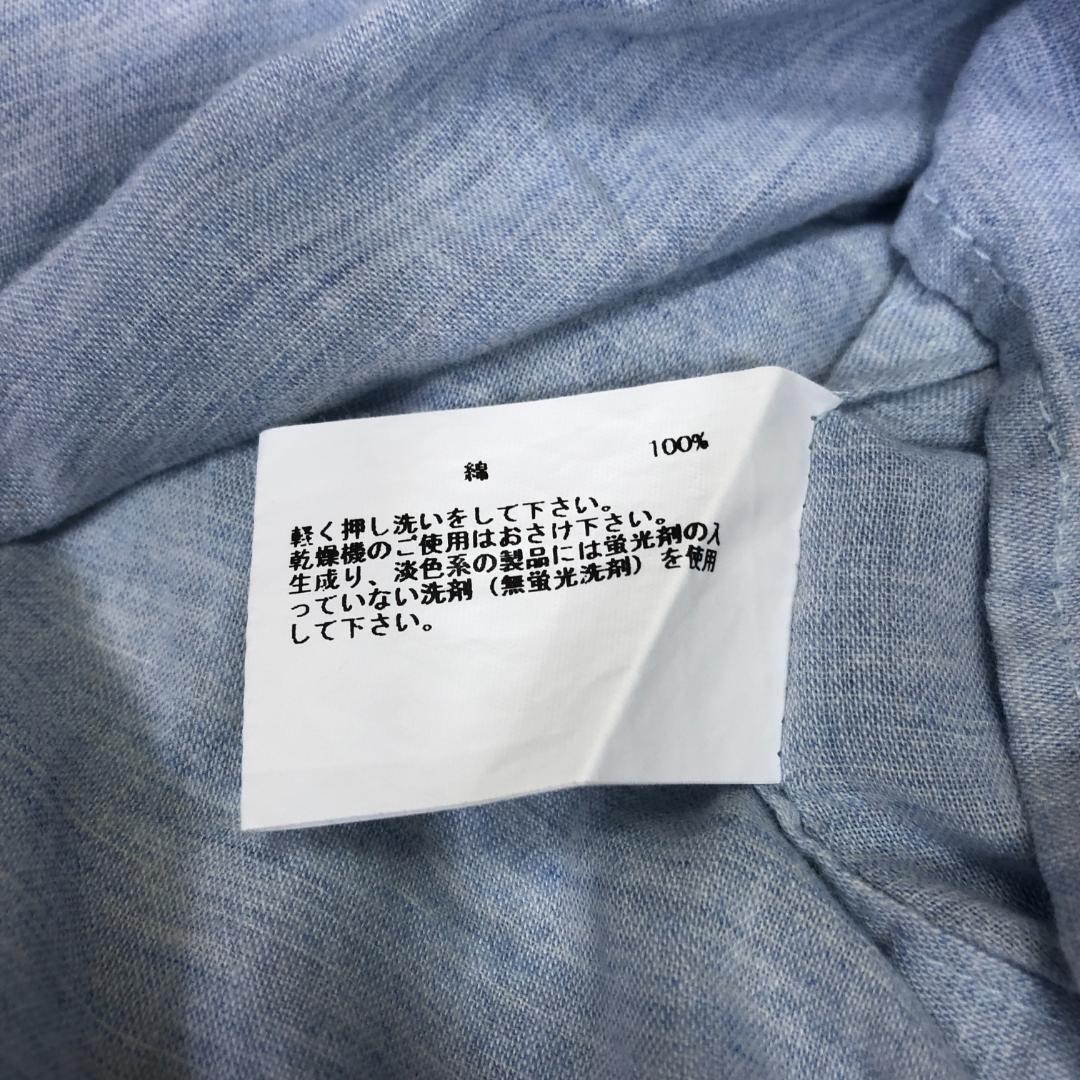 綿 100%
軽く押し洗いをして下さい。
乾燥機のご使用はおさけ下さい。
生成り、淡色系の製品には蛍光剤の入
っていない洗剤（無蛍光洗剤）を使用
して下さい。